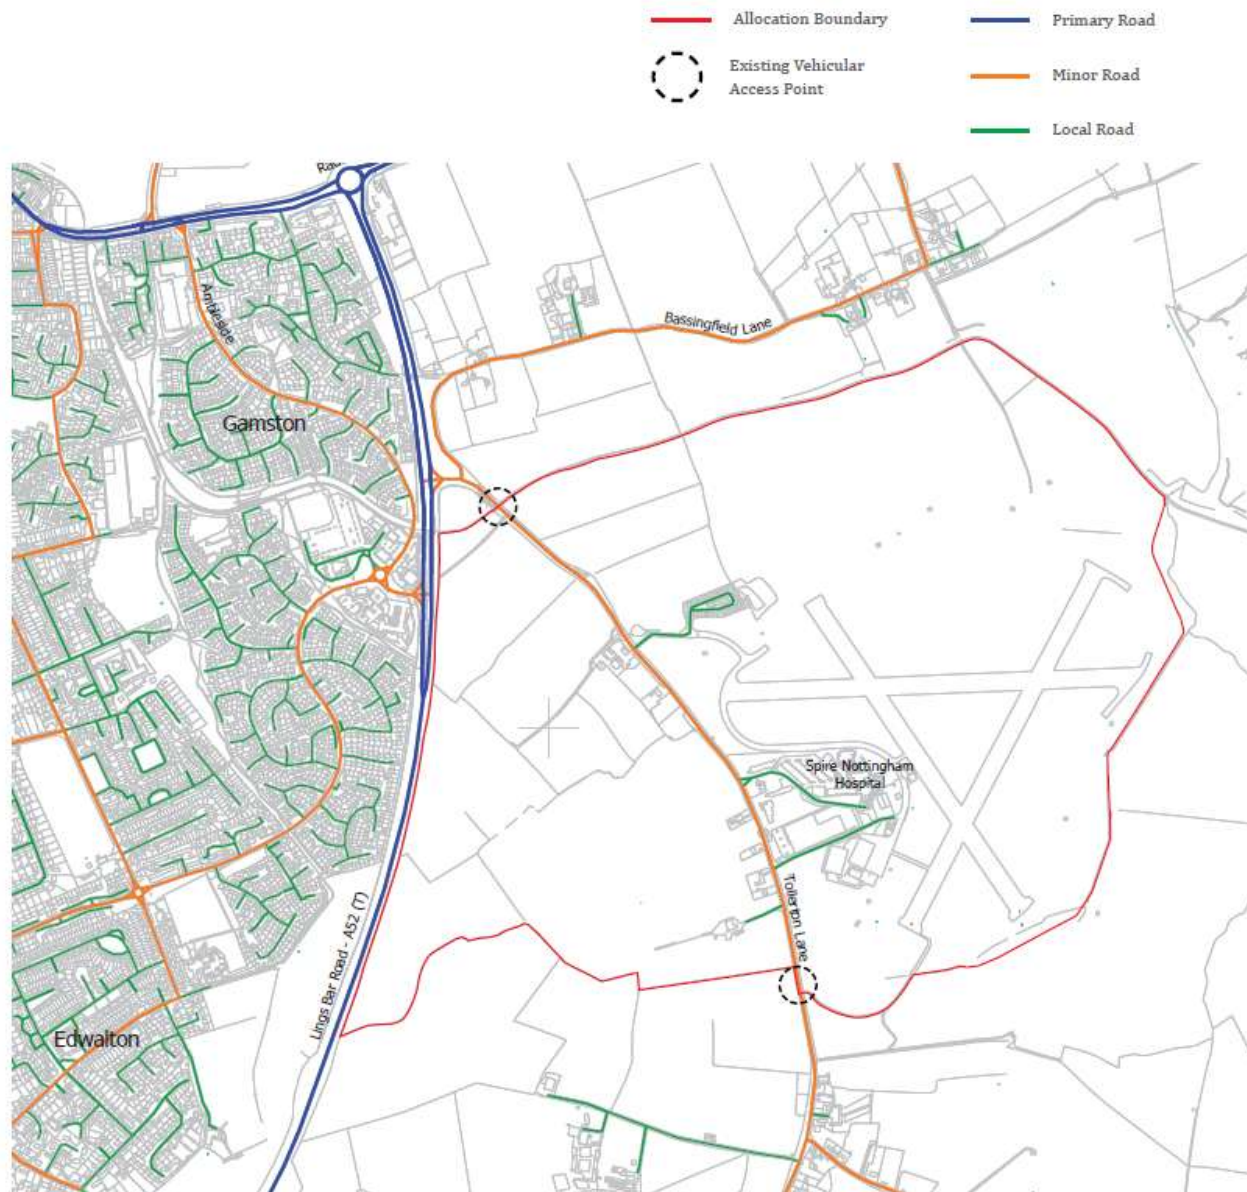 Allocation Boundary
Primary Road
Existing Vehicular
Access Point
Minor Road
Local Road
Ambleside
Bassingfield Lane
Gamston
Spire Nottingham
Hospital
Tollerton Lane
Lings Bar Road - A52 (T)
Edwalton